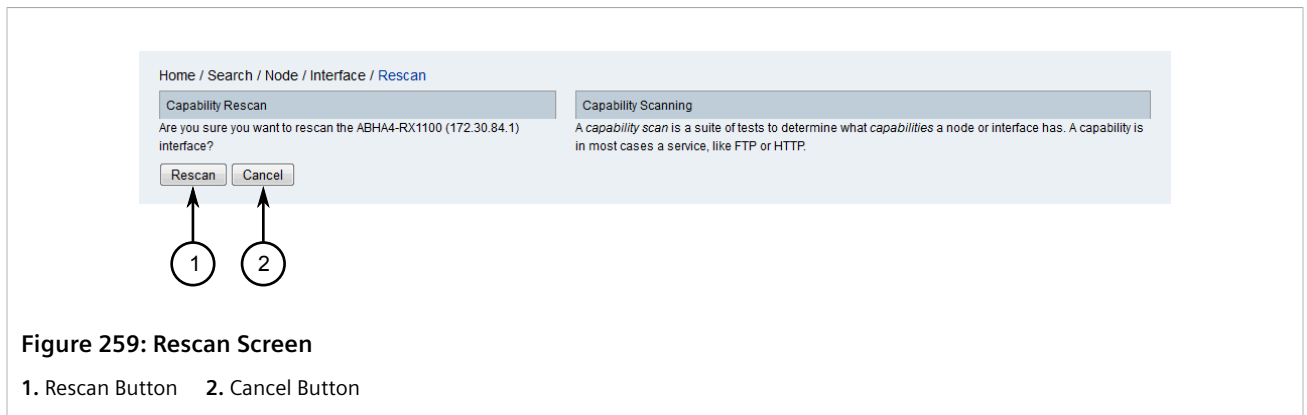 Home / Search / Node / Interface / Rescan
Capability Rescan
Are you sure you want to rescan the ABHA4-RX1100 (172.30.84.1)
interface?
Rescan Cancel
Capability Scanning
A capability scan is a suite of tests to determine what capabilities a node or interface has. A capability is
in most cases a service, like FTP or HTTP.
1 2
Figure 259: Rescan Screen
1. Rescan Button 2. Cancel Button